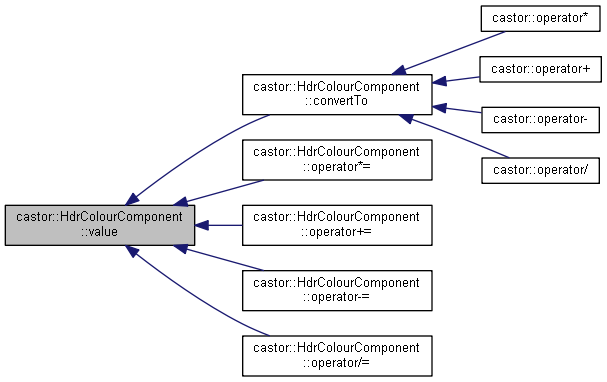 castor::operator*
castor::operator+
castor::HdrColourComponent
::convertTo
castor::operator-
castor::operator/
castor::HdrColourComponent
::operator*=
castor::HdrColourComponent
::value
castor::HdrColourComponent
::operator+=
castor::HdrColourComponent
::operator-=
castor::HdrColourComponent
::operator/=